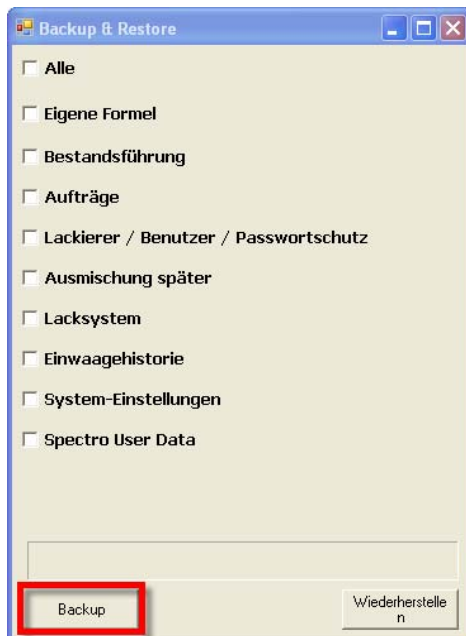 Backup & Restore
Alle
Eigene Formel
Bestandsführung
Aufträge
Lackierer / Benutzer / Passwortschutz
Ausmischung später
Lacksystem
Einwaagehistorie
System-Einstellungen
Spectro User Data
Backup
Wiederherstelle
n